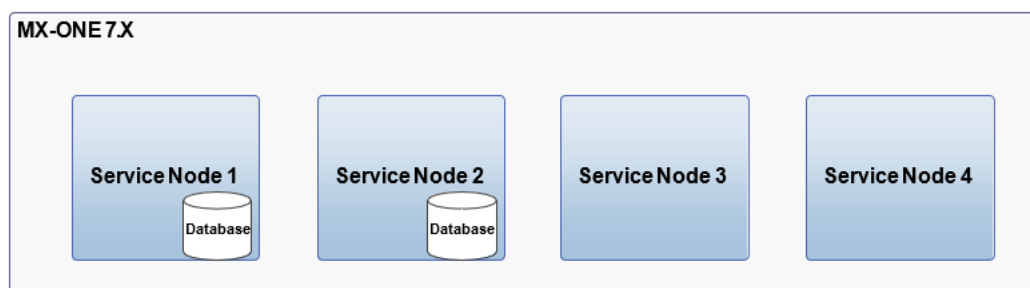 MX-ONE 7.X
Service Node 1
Database
Service Node 2
Database
Service Node 3
Service Node 4